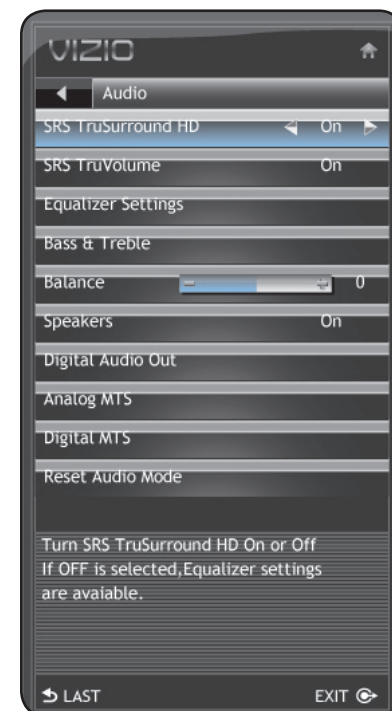 VIZIO
Audio
SRS TruSurround HD On
SRS TruVolume On
Equalizer Settings
Bass & Treble
Balance 0
Speakers On
Digital Audio Out
Analog MTS
Digital MTS
Reset Audio Mode
Turn SRS TruSurround HD On or Off
If OFF is selected,Equalizer settings
are avaiable.
LAST EXIT